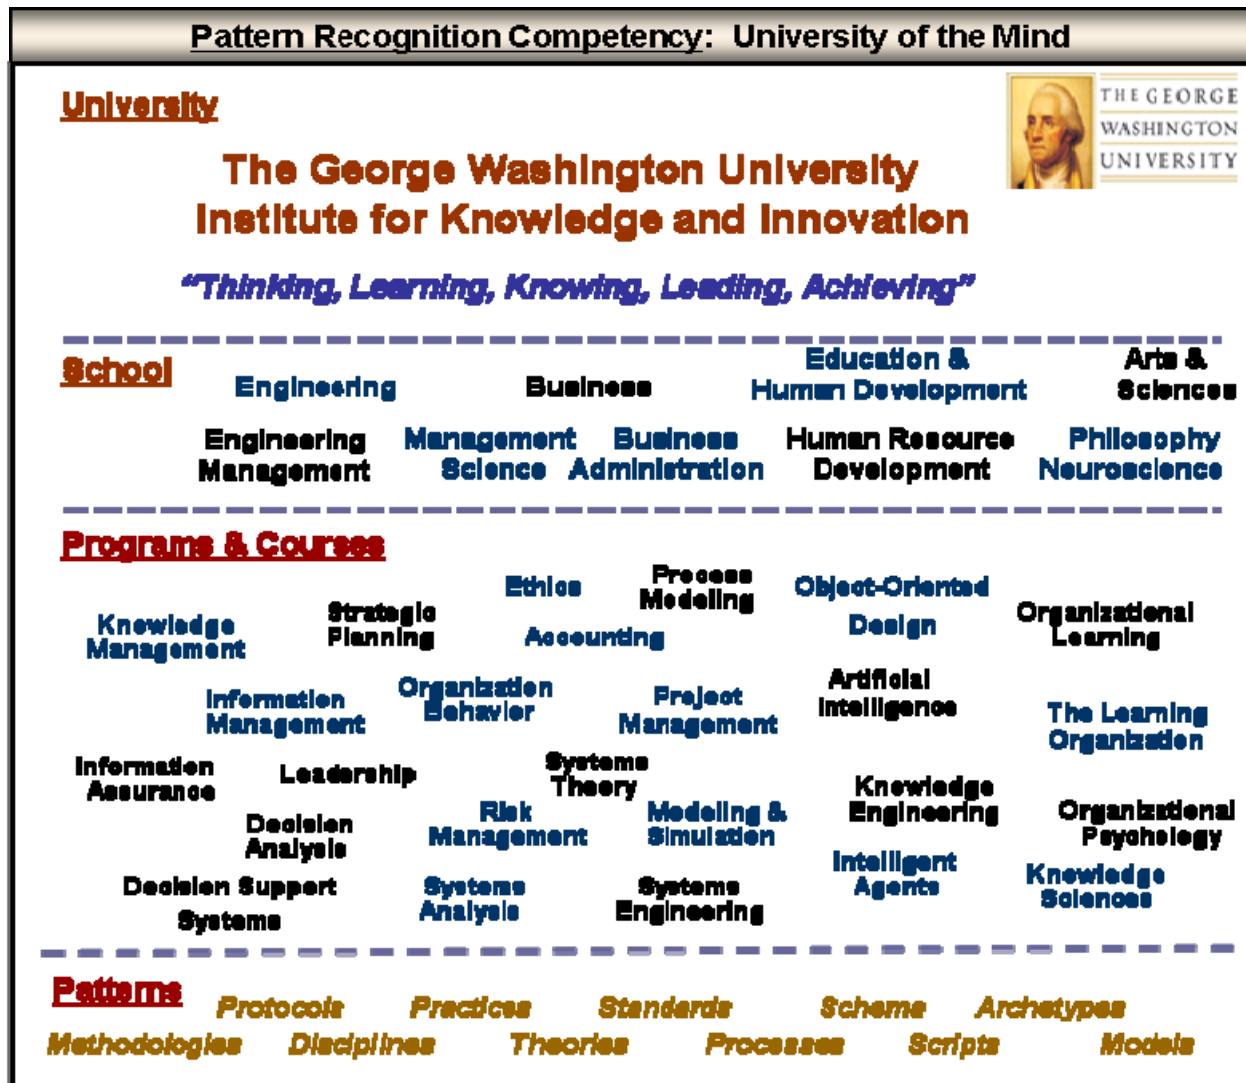 Pattern Recognition Competency: University of the Mind
University
THE GEORGE
WASHINGTON
UNIVERSITY
The George Washington University
Institute for Knowledge and Innovation
“Thinking, Learning, Knowing, Leading, Achieving”
School
Engineering
Business
Education &
Human Development
Arts &
Sciences
Engineering
Management
Management
Science
Business
Administration
Human Resource
Development
Philosophy
Neuroscience
Programs & Courses
Ethics
Process
Modeling
Object-Oriented
Design
Knowledge
Management
Strategic
Planning
Accounting
Organizational
Learning
Information
Management
Organization
Behavior
Project
Management
Artificial
Intelligence
The Learning
Organization
Information
Assurance
Leadership
Systems
Theory
Knowledge
Engineering
Organizational
Psychology
Decision
Analysis
Risk
Management
Modeling &
Simulation
Intelligent
Agents
Knowledge
Sciences
Decision Support
Systems
Systems
Analysis
Systems
Engineering
Patterns
Protocols Practices Standards Schema Archetypes
Methodologies Disciplines Theories Processes Scripts Models